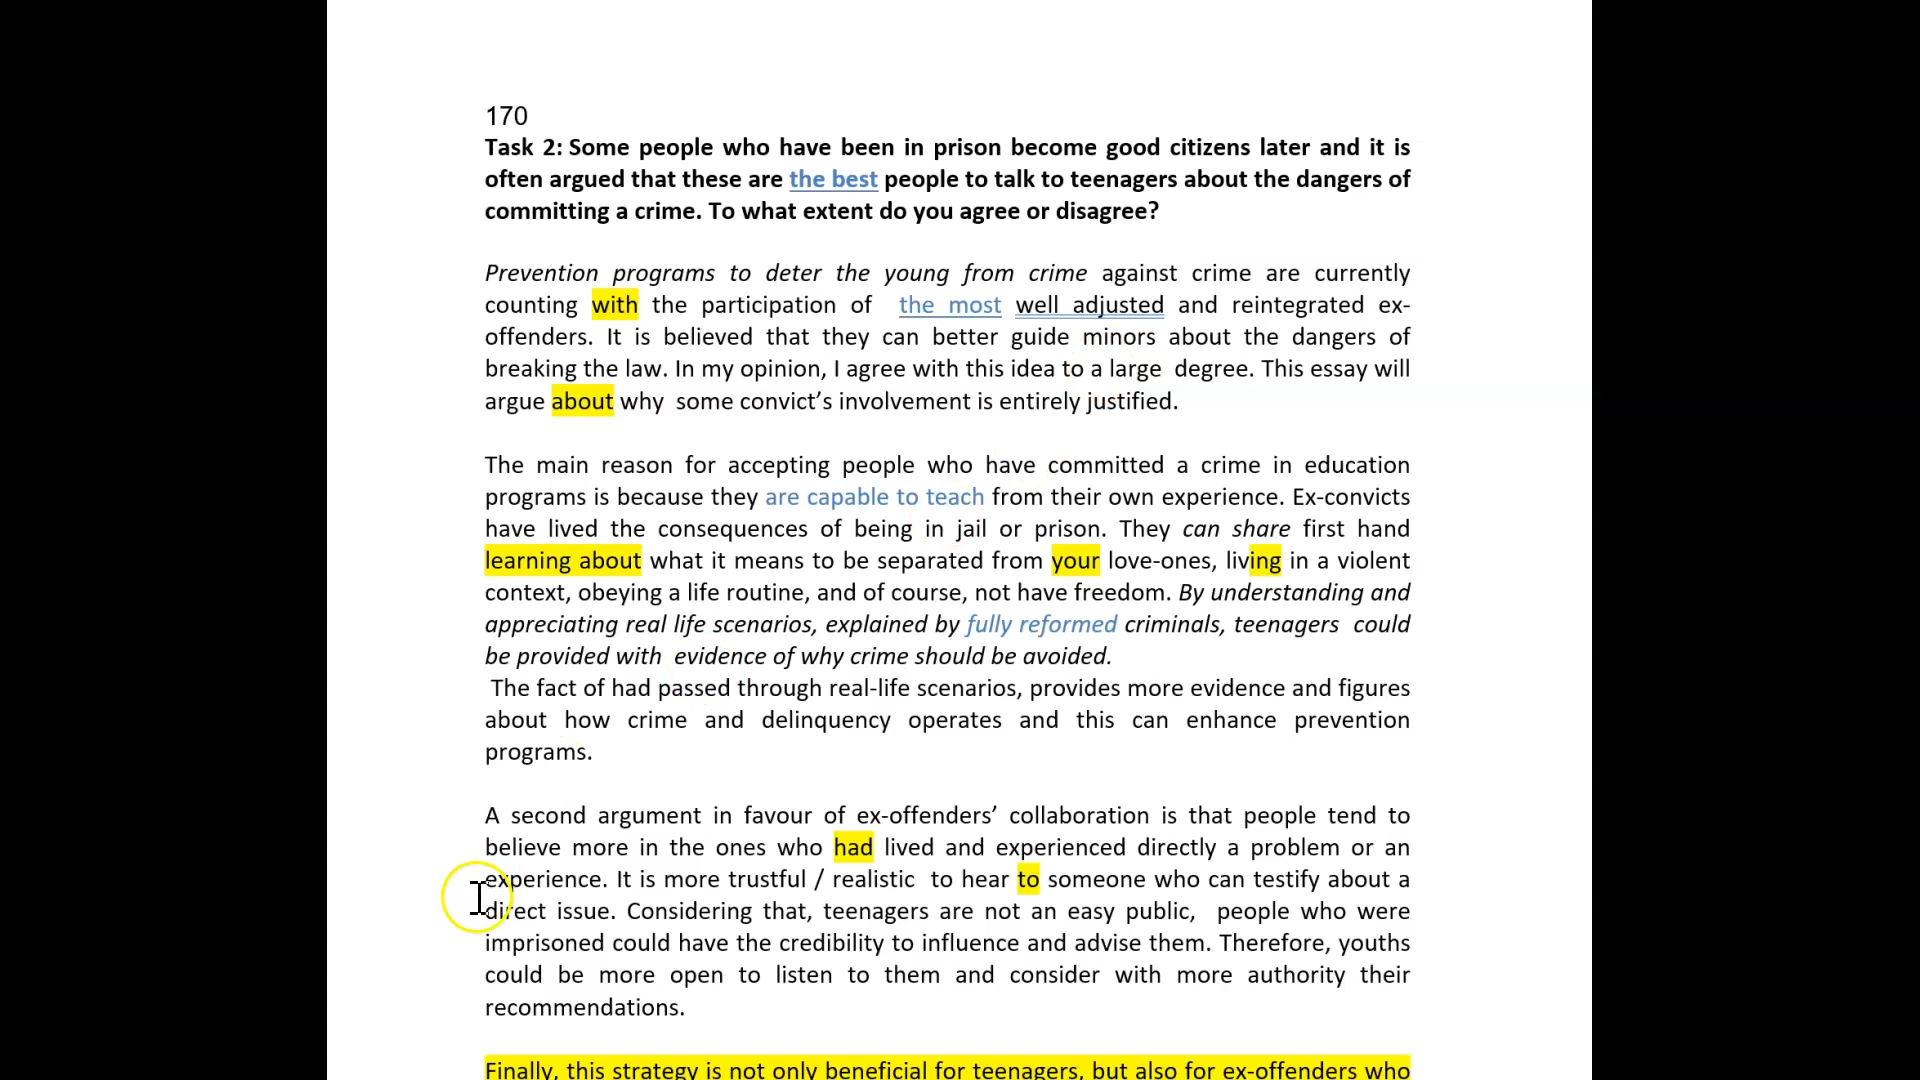 170
Task 2: Some people who have been in prison become good citizens later and it is
often argued that these are the best people to talk to teenagers about the dangers of
committing a crime. To what extent do you agree or disagree?
Prevention programs to deter the young from crime against crime are currently
counting with the participation of the most well adjusted and reintegrated ex-
offenders. It is believed that they can better guide minors about the dangers of
breaking the law. In my opinion, I agree with this idea to a large degree. This essay will
argue about why some convict’s involvement is entirely justified.
The main reason for accepting people who have committed a crime in education
programs is because they are capable to teach from their own experience. Ex-convicts
have lived the consequences of being in jail or prison. They can share first hand
learning about what it means to be separated from your love-ones, living in a violent
context, obeying a life routine, and of course, not have freedom. By understanding and
appreciating real life scenarios, explained by fully reformed criminals, teenagers could
be provided with evidence of why crime should be avoided.
The fact of had passed through real-life scenarios, provides more evidence and figures
about how crime and delinquency operates and this can enhance prevention
programs.
A second argument in favour of ex-offenders’ collaboration is that people tend to
believe more in the ones who had lived and experienced directly a problem or an
experience. It is more trustful / realistic to hear to someone who can testify about a
direct issue. Considering that, teenagers are not an easy public, people who were
imprisoned could have the credibility to influence and advise them. Therefore, youths
could be more open to listen to them and consider with more authority their
recommendations.
Finally, this strategy is not only beneficial for teenagers, but also for ex-offenders who